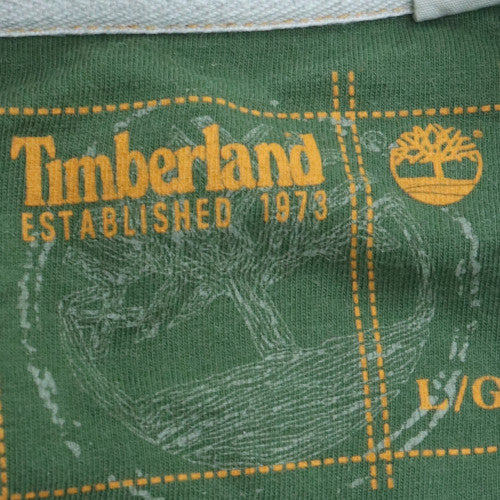 Timberland
ESTABLISHED 1973
L/G